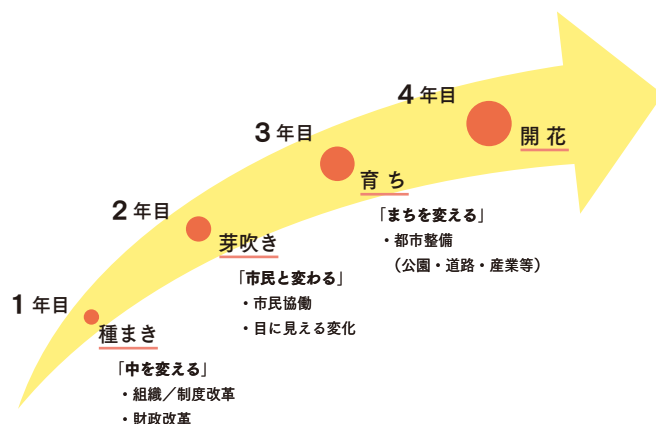 1年目
種まき
「中を変える」
・組織／制度改革
・財政改革
2年目
芽吹き
「市民と変わる」
・市民協働
・目に見える変化
3年目
育ち
「まちを変える」
・都市整備
（公園・道路・産業等）
4年目
開花